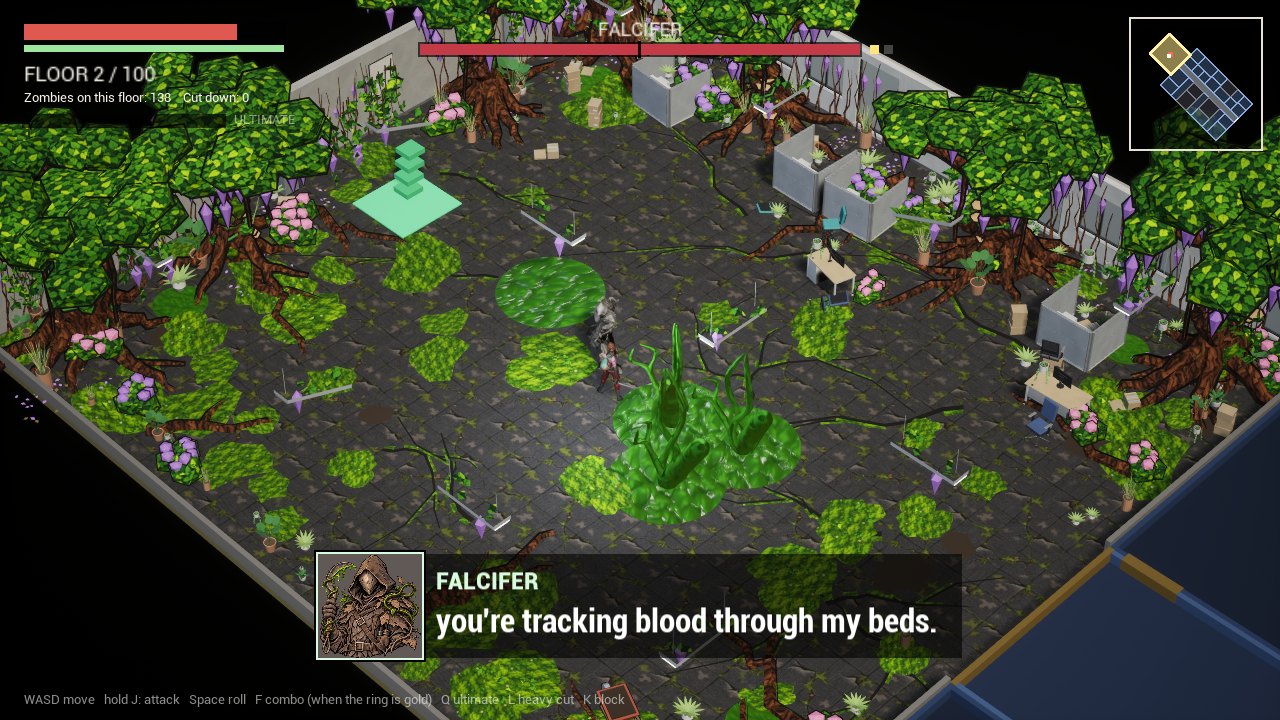 FALCIFER
FLOOR 2 / 100
Zombies on this floor: 138 Cut down: 0
ULTIMATE
FALCIFER
you're tracking blood through my beds.
WASD move hold J: attack Space roll F combo (when the ring is gold) Q ultimate L heavy cut K block